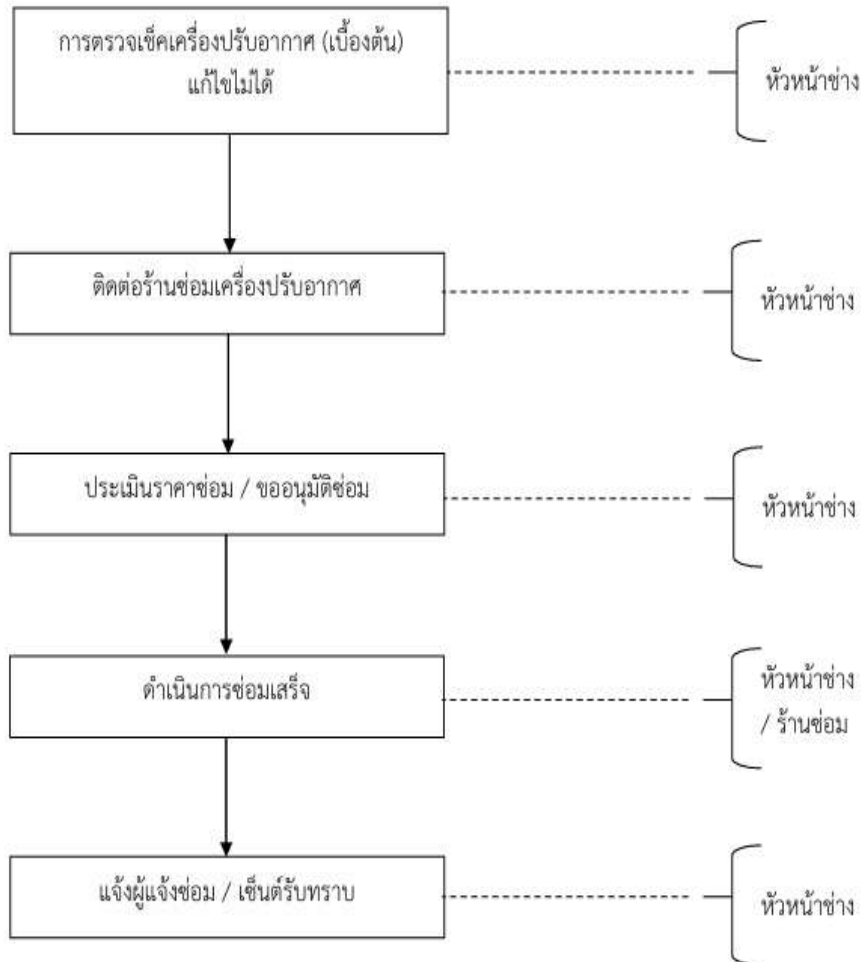 การตรวจเช็คเครื่องปรับอากาศ (เบื้องต้น)
แก้ไขไม่ได้
หัวหน้าช่าง
ติดต่อร้านซ่อมเครื่องปรับอากาศ
หัวหน้าช่าง
ประเมินราคาซ่อม / ขออนุมัติซ่อม
หัวหน้าช่าง
ดำเนินการซ่อมเสร็จ
หัวหน้าช่าง
/ ร้านซ่อม
แจ้งผู้แจ้งซ่อม / เซ็นต์รับทราบ
หัวหน้าช่าง